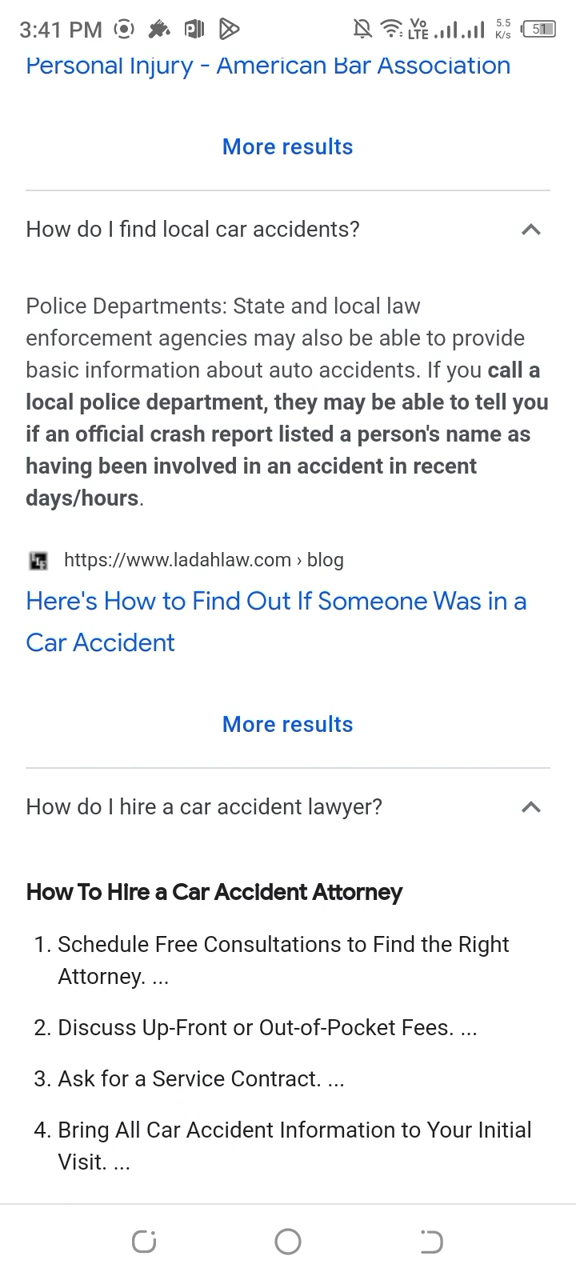 3:41 PM
Vo
LTE
5.5
K/s
51
Personal Injury - American Bar Association
More results
How do I find local car accidents?
Police Departments: State and local law
enforcement agencies may also be able to provide
basic information about auto accidents. If you call a
local police department, they may be able to tell you
if an official crash report listed a person's name as
having been involved in an accident in recent
days/hours.
https://www.ladahlaw.com › blog
Here's How to Find Out If Someone Was in a
Car Accident
More results
How do I hire a car accident lawyer?
How To Hire a Car Accident Attorney
1. Schedule Free Consultations to Find the Right
Attorney. ...
2. Discuss Up-Front or Out-of-Pocket Fees. ...
3. Ask for a Service Contract. ...
4. Bring All Car Accident Information to Your Initial
Visit. ...